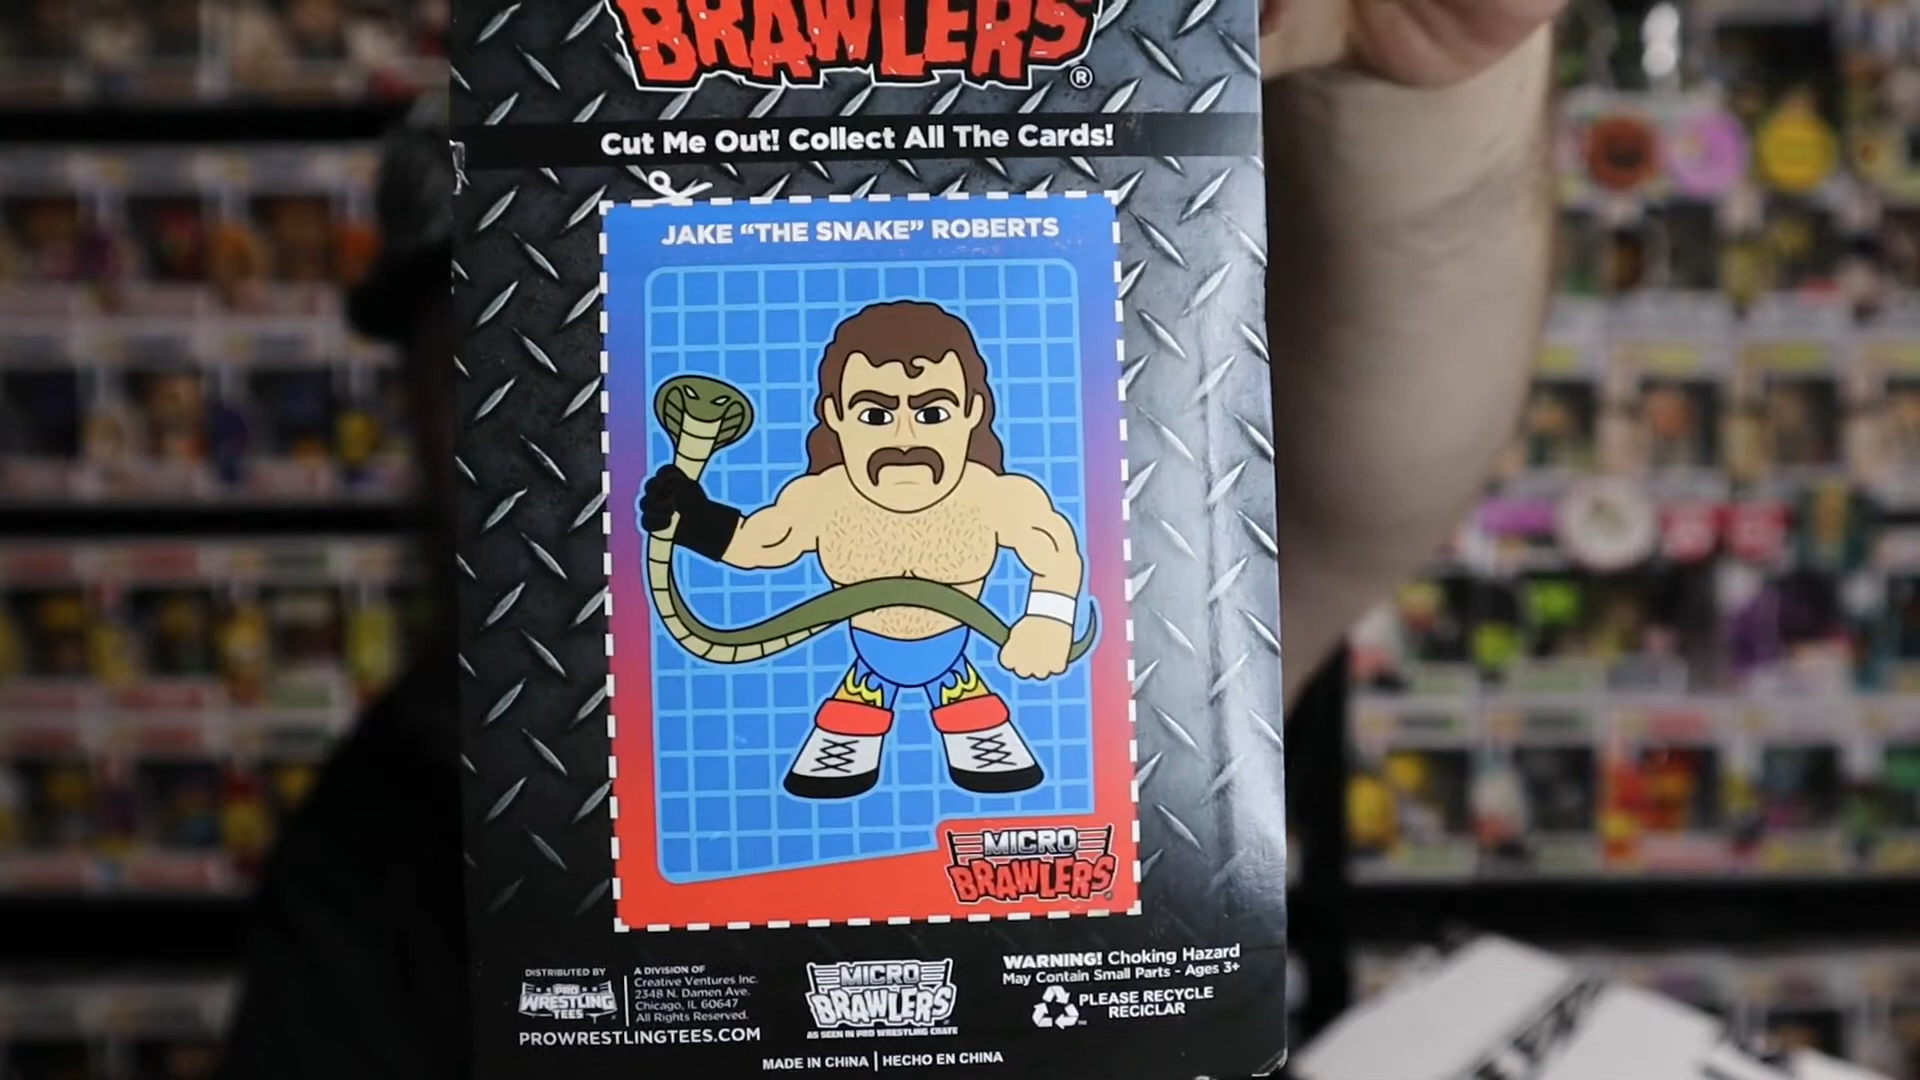 BRAWLERS®
Cut Me Out! Collect All The Cards!
JAKE “THE SNAKE” ROBERTS
MICRO
BRAWLERS
DISTRIBUTED BY
PRO
WRESTLING
TEES
PROWRESTLINGTEES.COM
A DIVISION OF
Creative Ventures Inc.
2348 N. Damen Ave.
Chicago, IL 60647
All Rights Reserved.
MICRO
BRAWLERS
AS SEEN IN PRO WRESTLING CRATE
WARNING! Choking Hazard
May Contain Small Parts - Ages 3+
PLEASE RECYCLE
RECICLAR
MADE IN CHINA | HECHO EN CHINA